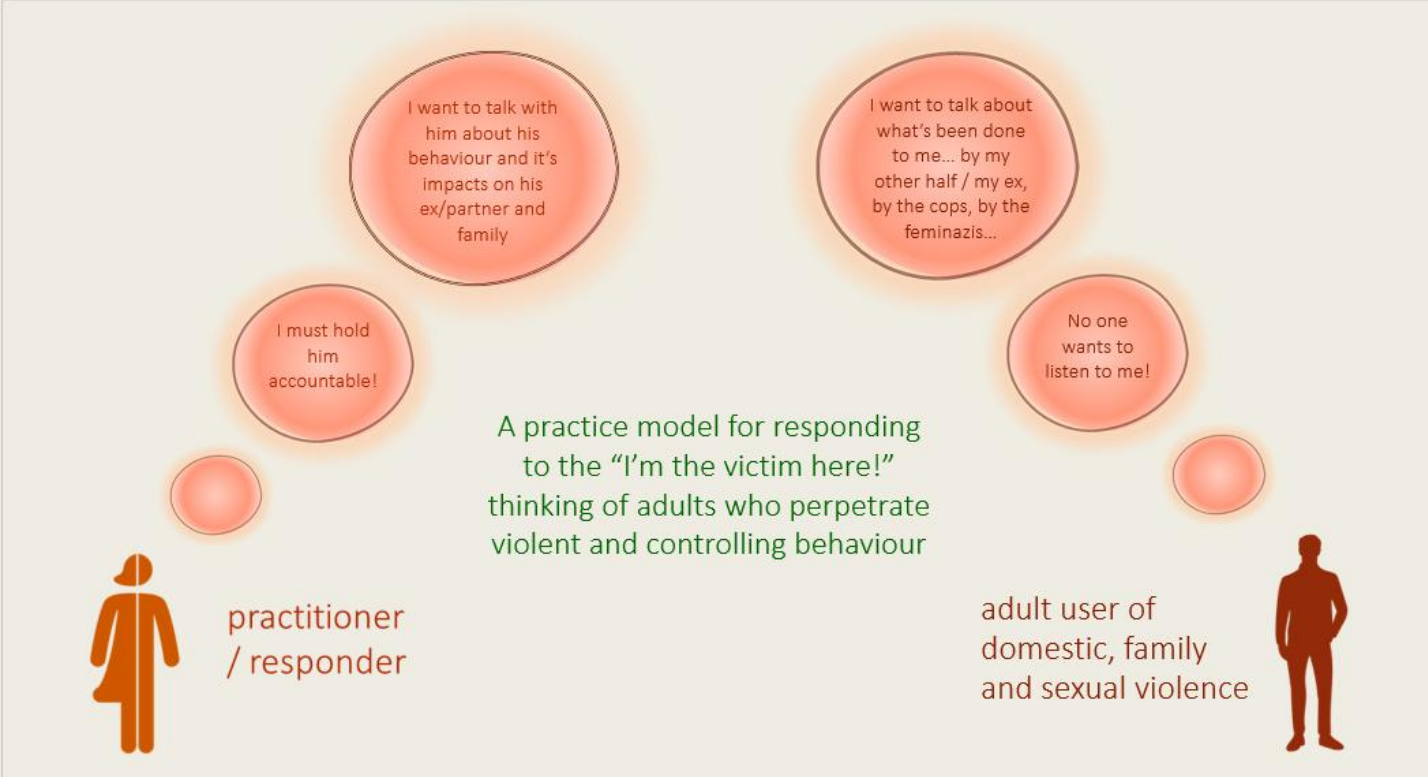 I want to talk with
him about his
behaviour and it's
impacts on his
ex/partner and
family
I want to talk about
what's been done
to me... by my
other half / my ex,
by the cops, by the
feminazis...
I must hold
him
accountable!
No one
wants to
listen to me!
A practice model for responding
to the “I'm the victim here!”
thinking of adults who perpetrate
violent and controlling behaviour
practitioner
/ responder
adult user of
domestic, family
and sexual violence